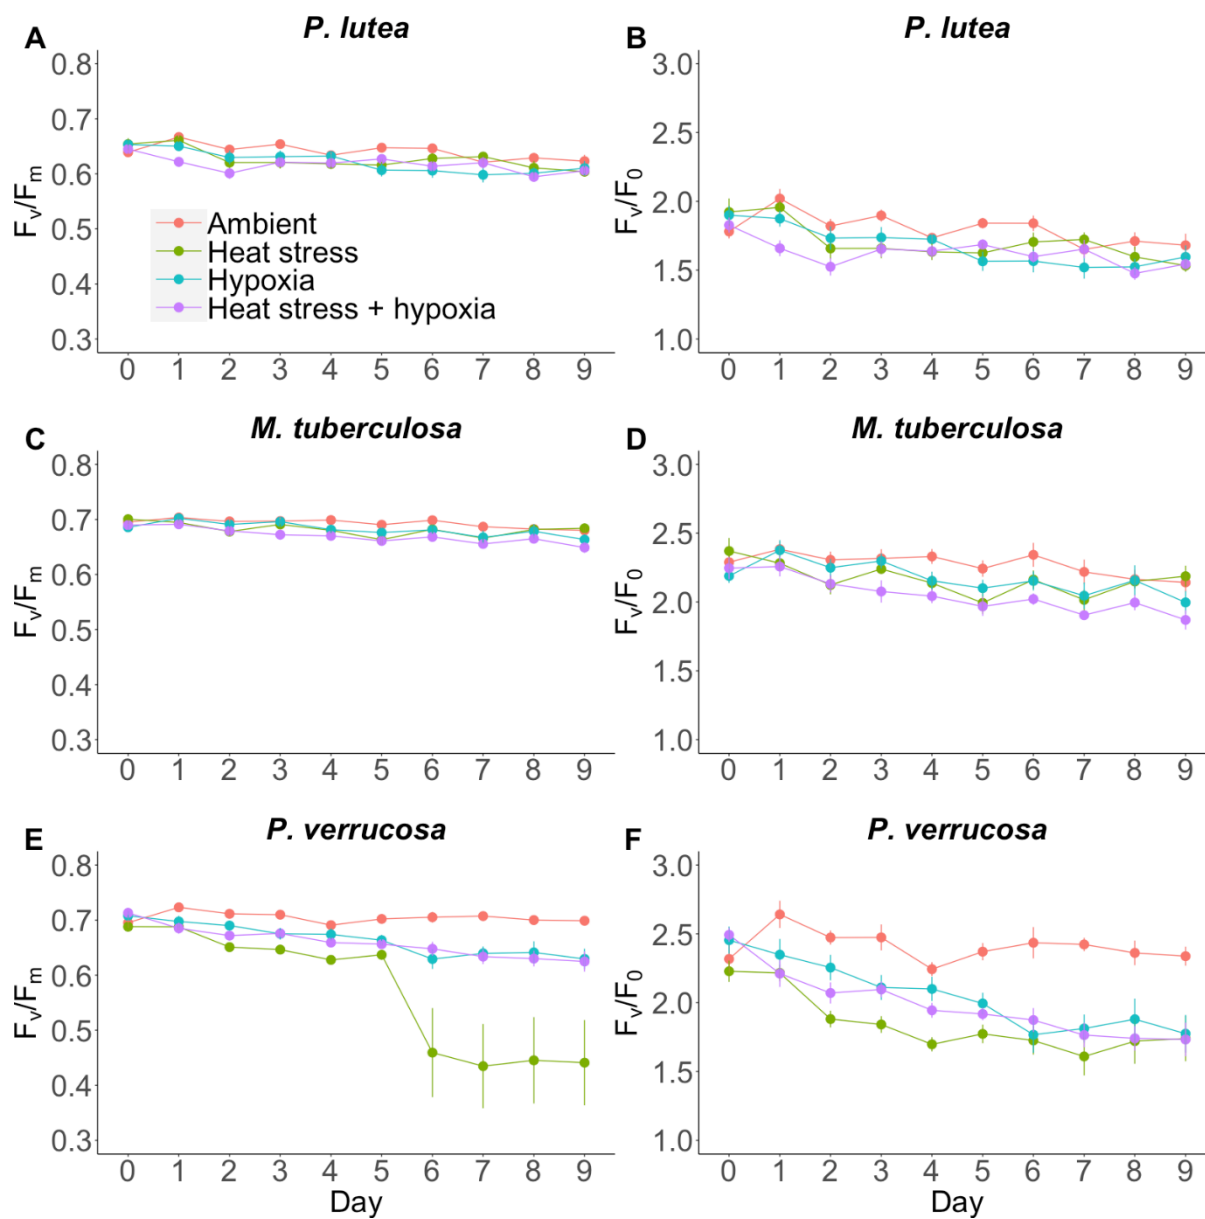 A
P. lutea
0.8
0.7
0.6
0.5
0.4
0.3
Fv/Fm
Ambient
Heat stress
Hypoxia
Heat stress + hypoxia
0 1 2 3 4 5 6 7 8 9
B
P. lutea
3.0
2.5
2.0
1.5
1.0
Fv/F0
0 1 2 3 4 5 6 7 8 9
C
M. tuberculosa
0.8
0.7
0.6
0.5
0.4
0.3
Fv/Fm
0 1 2 3 4 5 6 7 8 9
D
M. tuberculosa
3.0
2.5
2.0
1.5
1.0
Fv/F0
0 1 2 3 4 5 6 7 8 9
E
P. verrucosa
0.8
0.7
0.6
0.5
0.4
0.3
Fv/Fm
0 1 2 3 4 5 6 7 8 9
Day
F
P. verrucosa
3.0
2.5
2.0
1.5
1.0
Fv/F0
0 1 2 3 4 5 6 7 8 9
Day